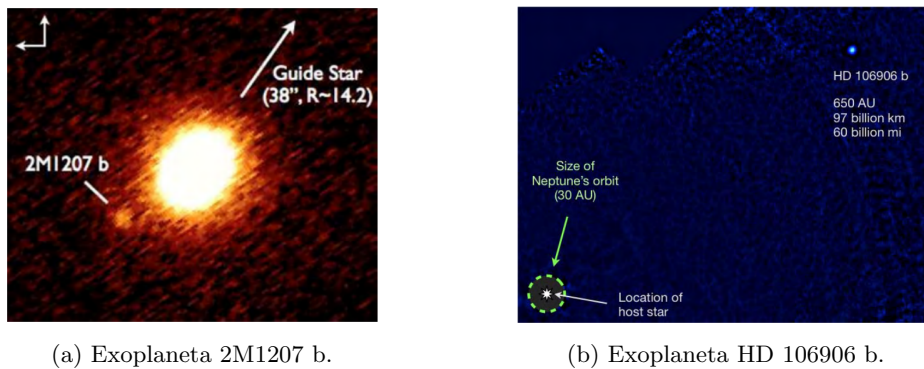 Guide Star
(38", R~14.2)
2M1207 b
(a) Exoplaneta 2M1207 b.
HD 106906 b
650 AU
97 billion km
60 billion mi
Size of
Neptune's orbit
(30 AU)
Location of
host star
(b) Exoplaneta HD 106906 b.